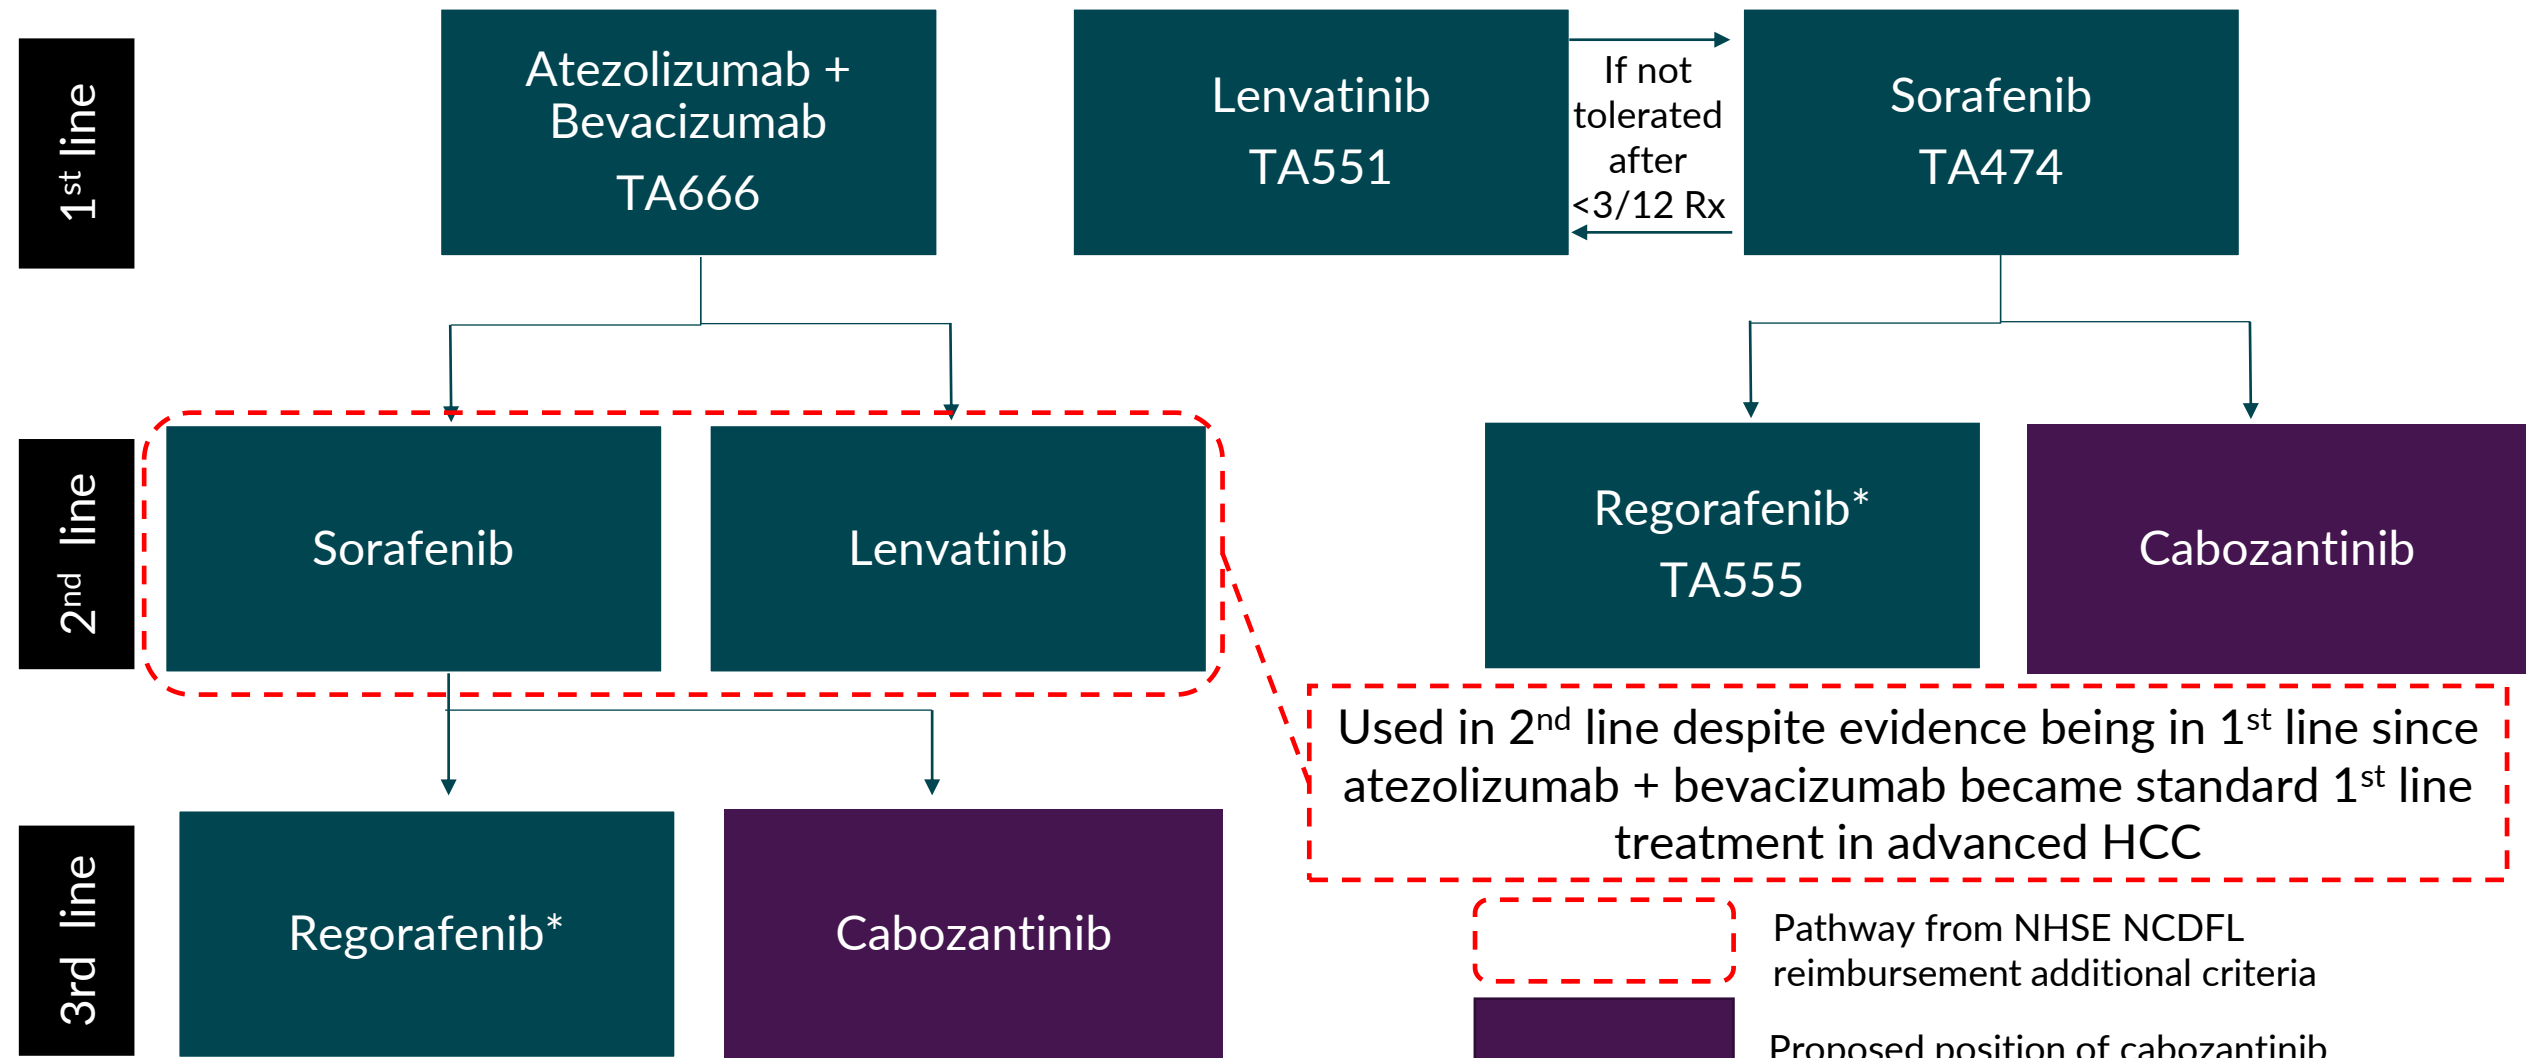 1st line
Atezolizumab +
Bevacizumab
TA666
Lenvatinib
TA551
If not
tolerated
after
<3/12 Rx
Sorafenib
TA474
2nd line
Sorafenib
Lenvatinib
Regorafenib*
TA555
Cabozantinib
Used in 2nd line despite evidence being in 1st line since
atezolizumab + bevacizumab became standard 1st line
treatment in advanced HCC
3rd line
Regorafenib*
Cabozantinib
Pathway from NHSE NCDFL
reimbursement additional criteria
Proposed position of cabozantinib